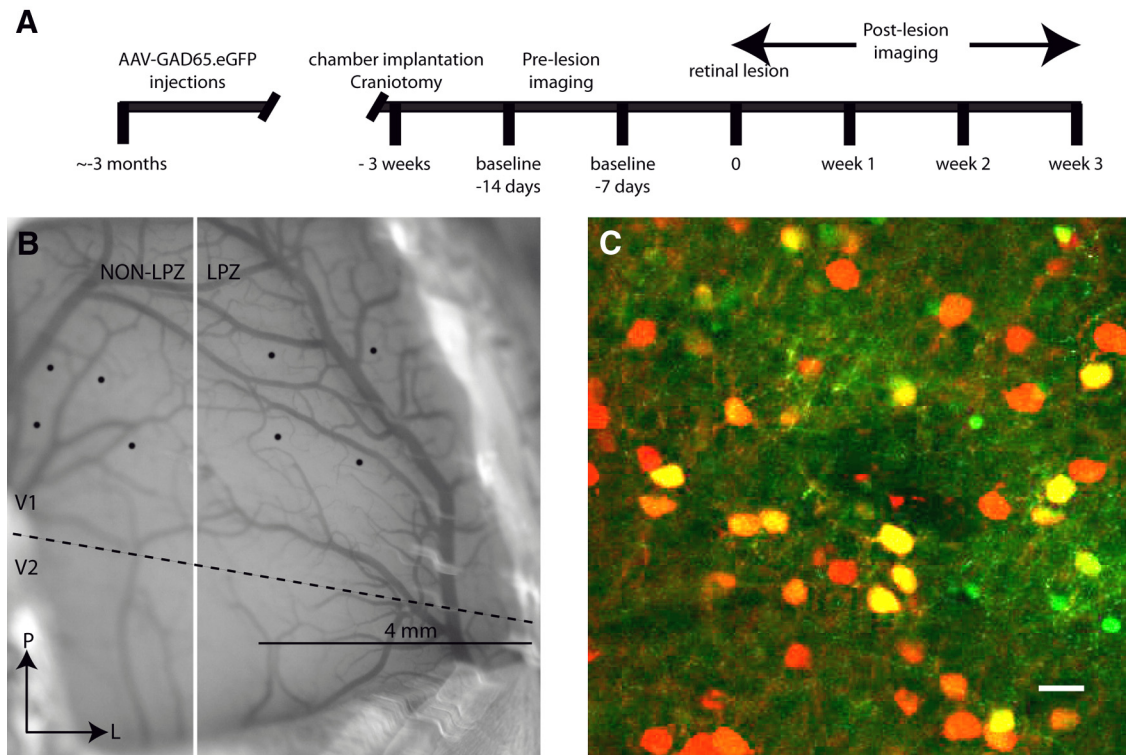 A
AAV-GAD65.eGFP
injections
chamber implantation
Craniotomy
Pre-lesion
imaging
retinal lesion
Post-lesion
imaging
~-3 months
- 3 weeks
baseline
-14 days
baseline
-7 days
0
week 1
week 2
week 3
B
NON-LPZ
LPZ
V1
V2
4 mm
P
L
C